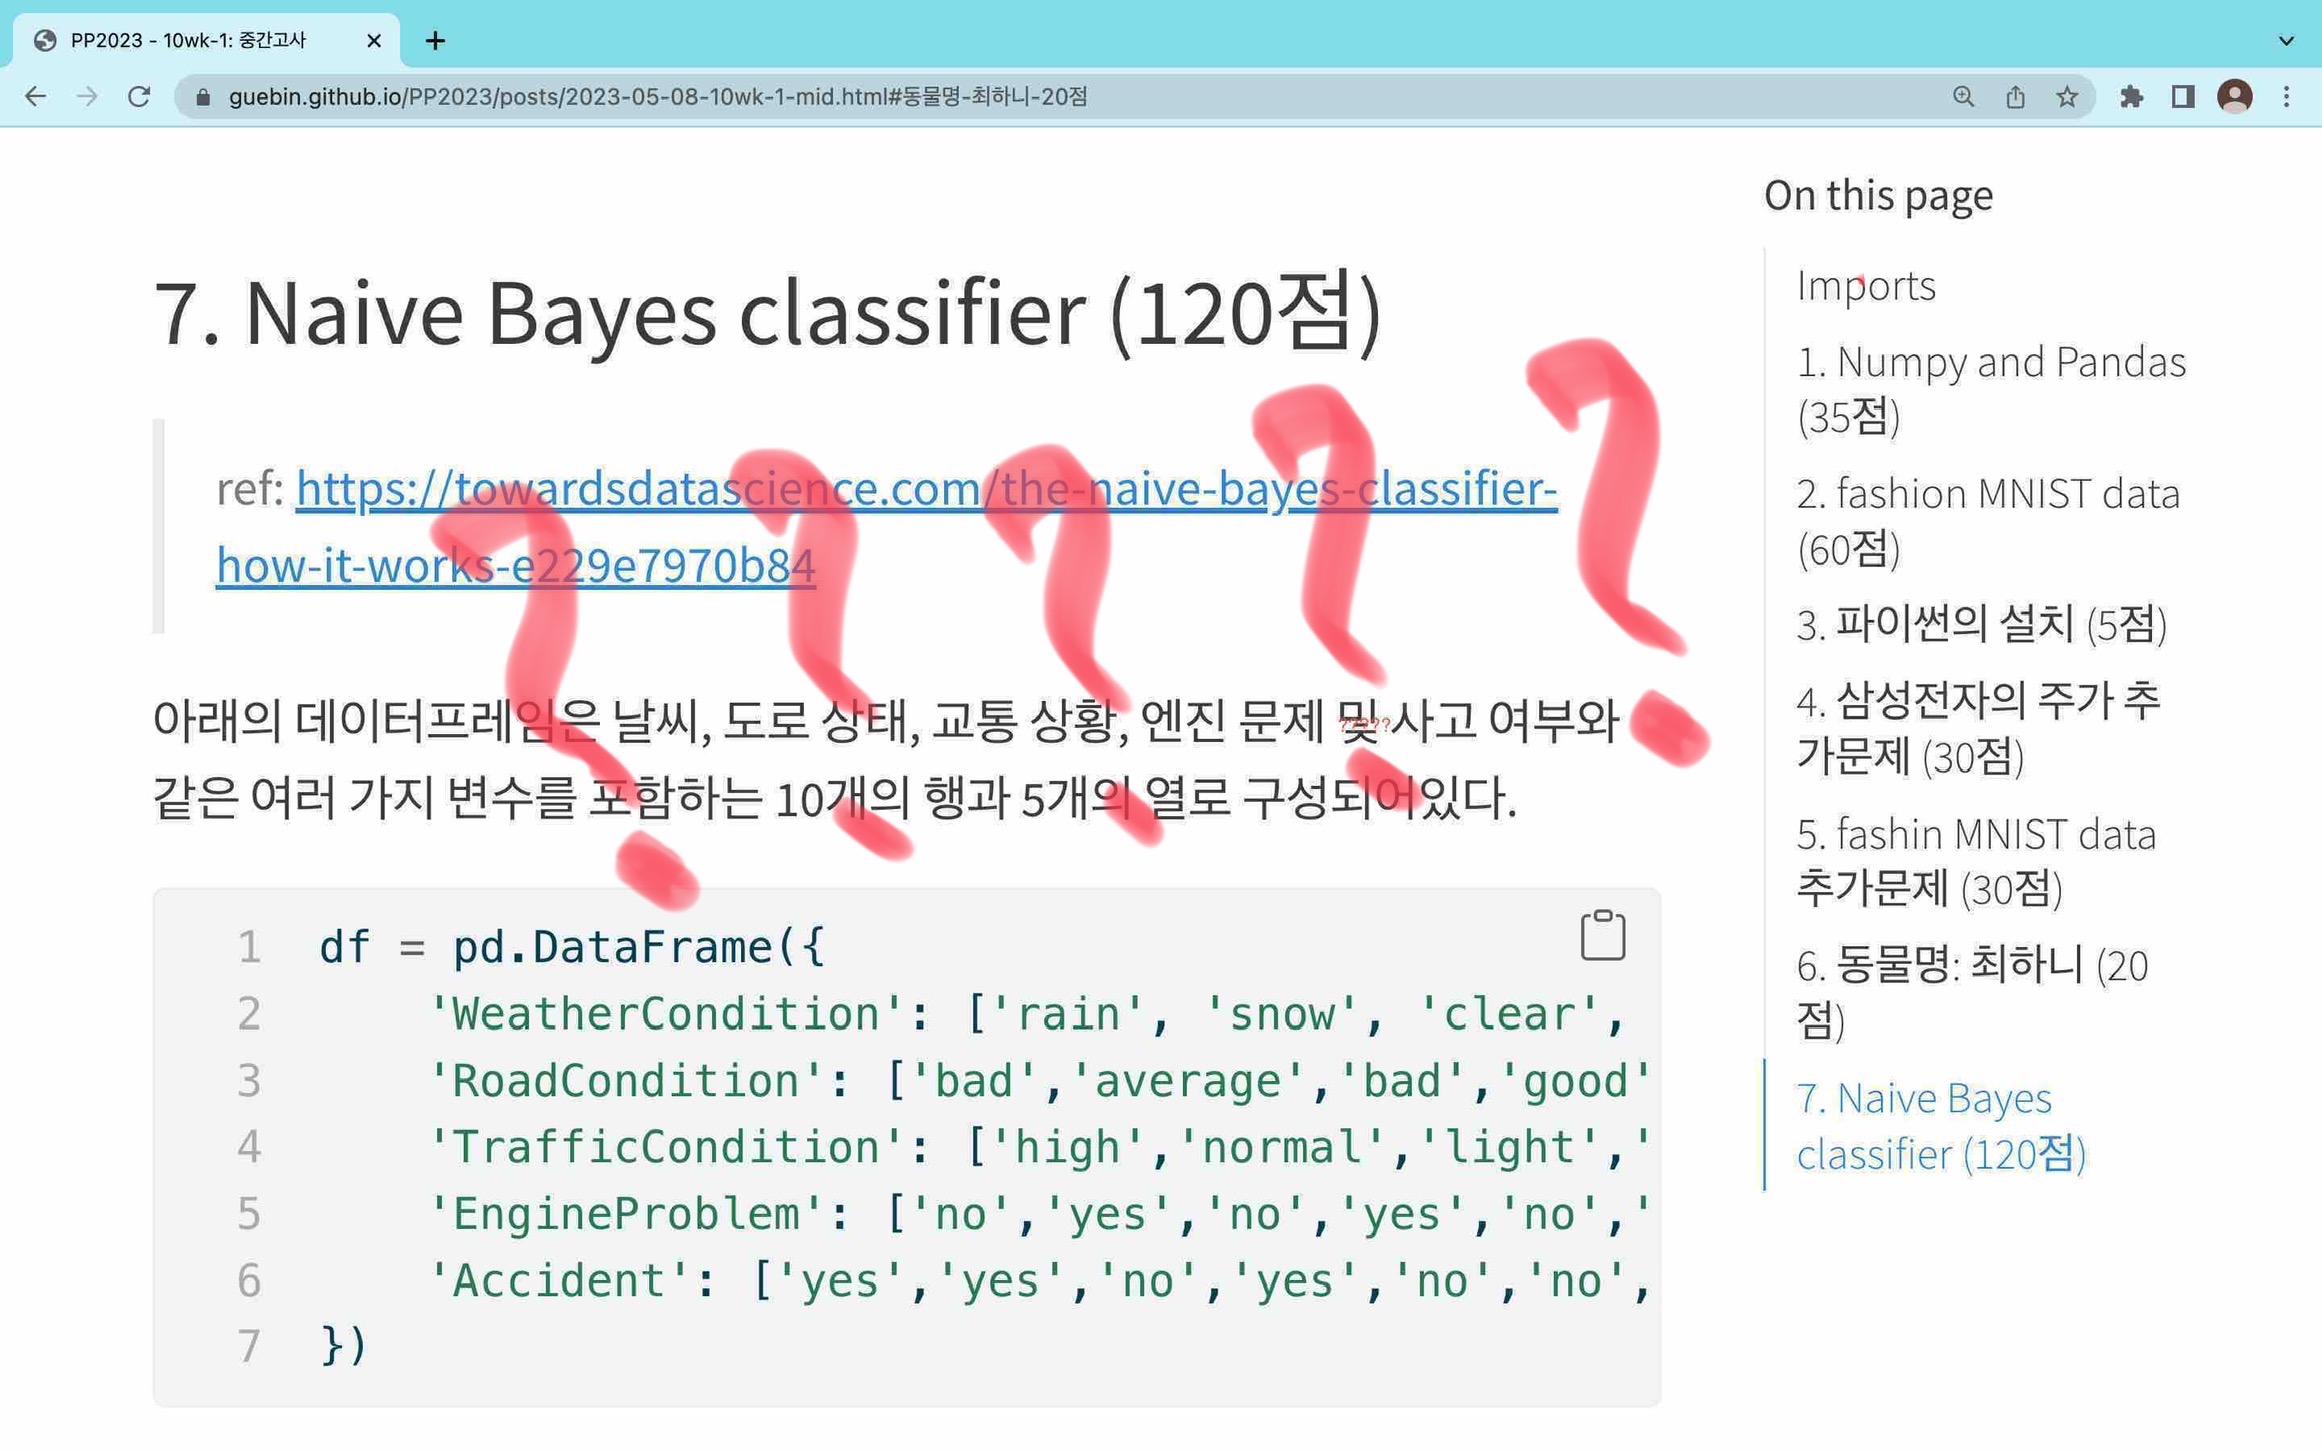 PP2023 - 10wk-1: 중간고사
guebin.github.io/PP2023/posts/2023-05-08-10wk-1-mid.html#동물명-최하니-20점
7. Naive Bayes classifier (120점)
ref: https://towardsdatascience.com/the-naive-bayes-classifier-
how-it-works-e229e7970b84
?????
아래의 데이터프레임은 날씨, 도로 상태, 교통 상황, 엔진 문제 및 사고 여부와
?????
같은 여러 가지 변수를 포함하는 10개의 행과 5개의 열로 구성되어있다.
1 df = pd.DataFrame({
2 'WeatherCondition': ['rain', 'snow', 'clear',
3 'RoadCondition': ['bad','average','bad','good'
4 'TrafficCondition': ['high','normal','light','
5 'EngineProblem': ['no','yes','no','yes','no','
6 'Accident': ['yes','yes','no','yes','no','no',
7 })
On this page
Imports
1. Numpy and Pandas
(35점)
2. fashion MNIST data
(60점)
3. 파이썬의 설치 (5점)
4. 삼성전자의 주가 추
가문제 (30점)
5. fashin MNIST data
추가문제 (30점)
6. 동물명: 최하니 (20
점)
7. Naive Bayes
classifier (120점)